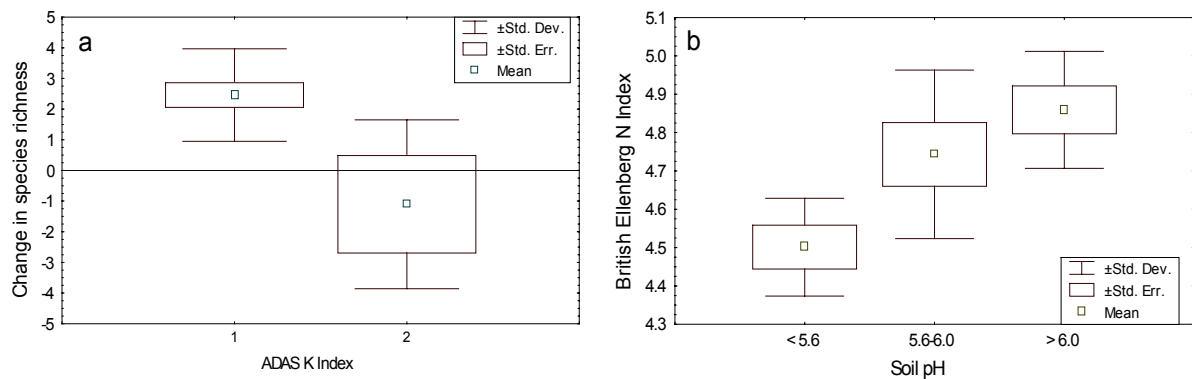 a
5
4
3
2
1
0
-1
-2
-3
-4
-5
Change in species richness
1 2
ADAS K Index
±Std. Dev.
±Std. Err.
Mean
b
5.1
5.0
4.9
4.8
4.7
4.6
4.5
4.4
4.3
British Ellenberg N Index
< 5.6 5.6-6.0 > 6.0
Soil pH
±Std. Dev.
±Std. Err.
Mean